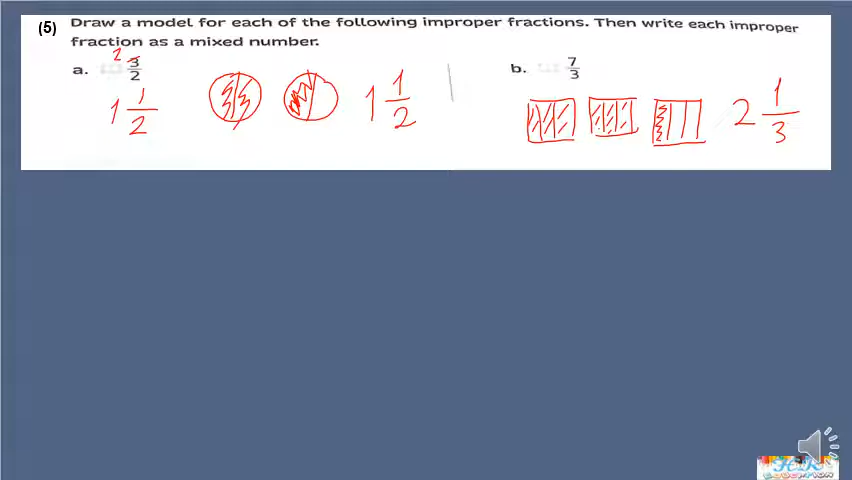 (5) Draw a model for each of the following improper fractions. Then write each improper
fraction as a mixed number.
a. 3/2
2
1 1/2
1 1/2
b. 7/3
2 1/3